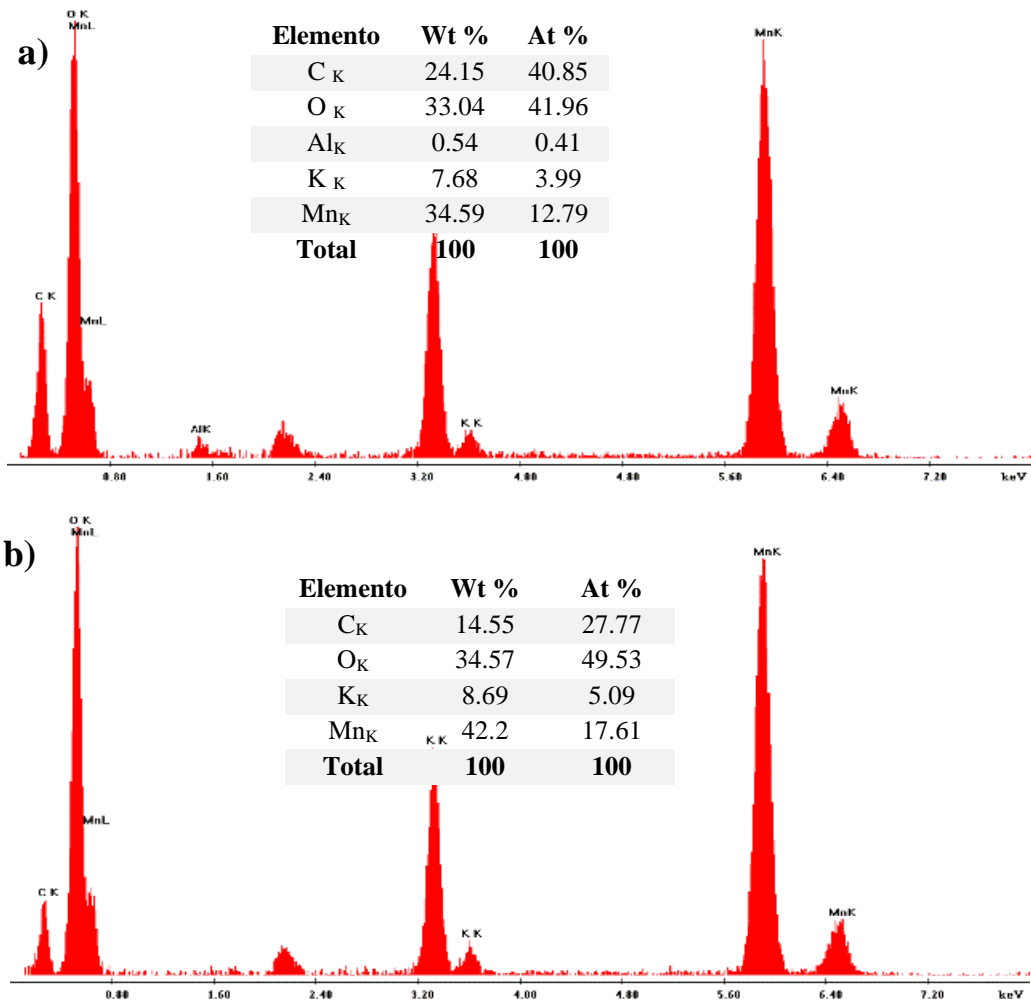 O K
MnL
a)
Elemento Wt % At %
C K 24.15 40.85
O K 33.04 41.96
AlK 0.54 0.41
K K 7.68 3.99
MnK 34.59 12.79
Total 100 100
MnK
C K
MnL
AlK
K K
MnK
0.80 1.60 2.40 3.20 4.00 4.80 5.60 6.40 7.20 keV
O K
MnL
b)
Elemento Wt % At %
CK 14.55 27.77
OK 34.57 49.53
KK 8.69 5.09
MnK 42.2 17.61
Total 100 100
MnK
K K
MnL
C K
K K
MnK
0.80 1.60 2.40 3.20 4.00 4.80 5.60 6.40 7.20 keV